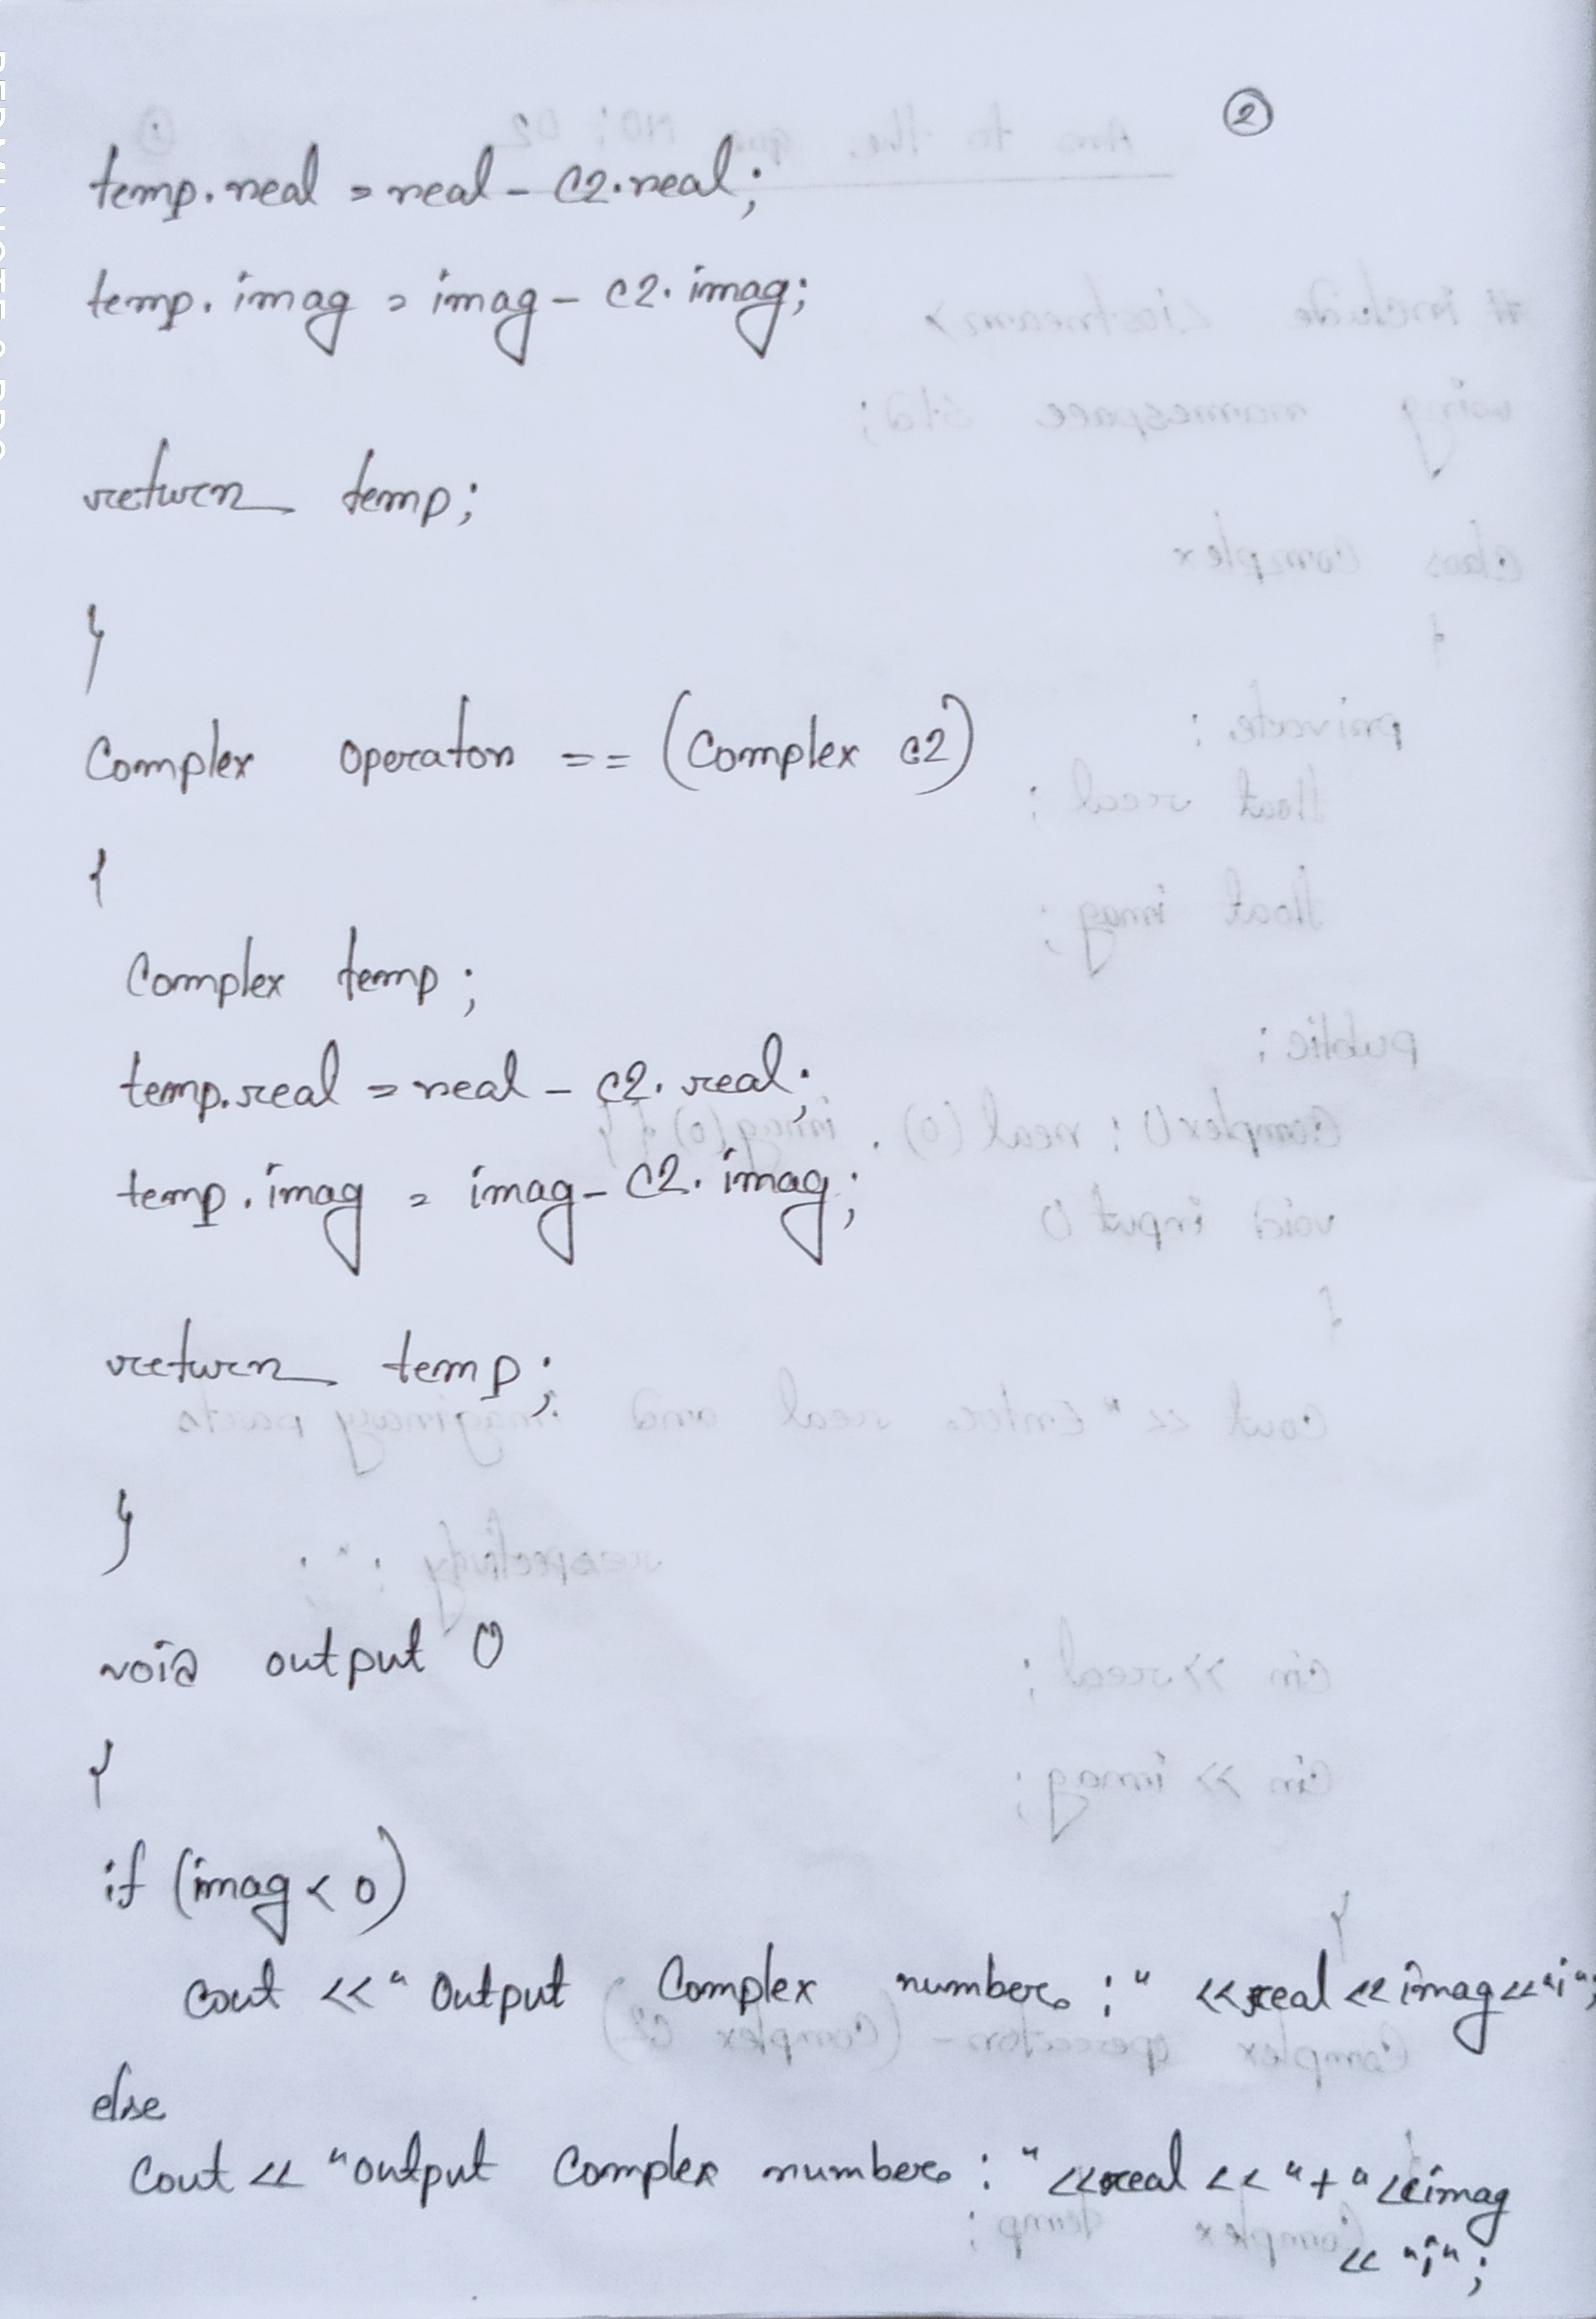 2
temp.real = real - c2.real;
temp.imag = imag - c2.imag;
return temp;
}
Complex operator == (Complex c2)
{
Complex temp;
temp.real = real - c2.real;
temp.imag = imag - c2.imag;
return temp;
}
void output ()
{
if (imag < 0)
cout << "Output Complex number : " << real << imag << "i";
else
cout << "output Complex number : " << real << "+" << imag
<< "i";